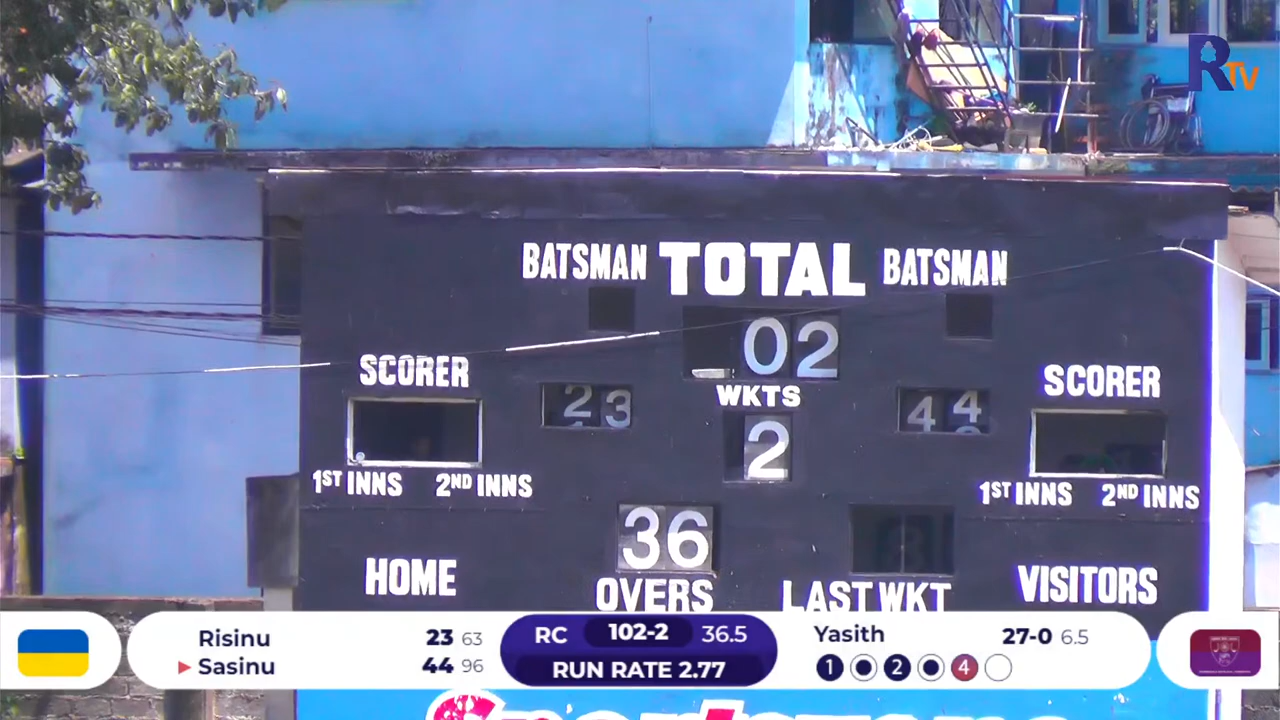 RTV
BATSMAN TOTAL BATSMAN
02
SCORER SCORER
23 WKTS 44
2
1ST INNS 2ND INNS 1ST INNS 2ND INNS
36
HOME OVERS LAST WKT VISITORS
Risinu 23 63
Sasinu 44 96
RC 102-2 36.5
RUN RATE 2.77
Yasith 27-0 6.5
1 2 4